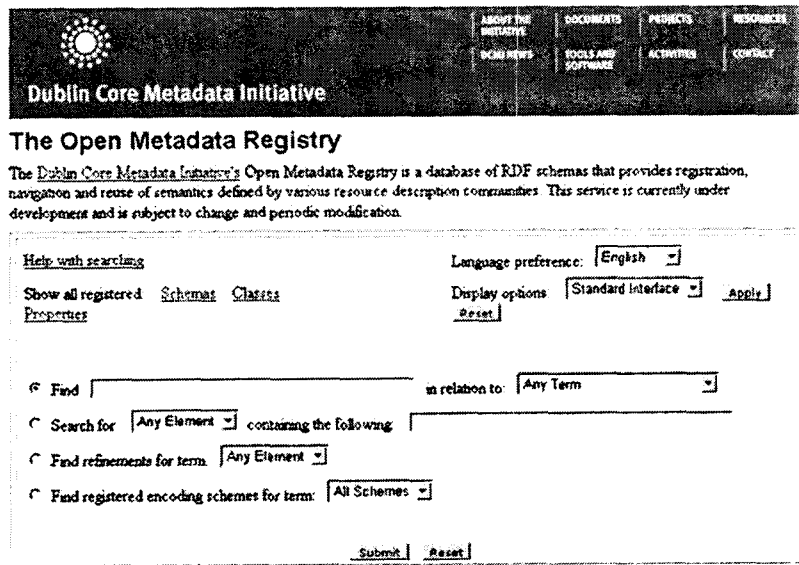 ABOUT THE INITIATIVE
DOCUMENTS
PROJECTS
RESOURCES
DCMI NEWS
TOOLS AND SOFTWARE
ACTIVITIES
CONTACT
Dublin Core Metadata Initiative
The Open Metadata Registry
The Dublin Core Metadata Initiative's Open Metadata Registry is a database of RDF schemas that provides registration,
navigation and reuse of semantics defined by various resource description communities. This service is currently under
development and is subject to change and periodic modification.
Help with searching
Language preference: English
Show all registered Schemas Classes
Properties
Display options Standard Interface Apply
Reset
Find in relation to: Any Term
Search for Any Element containing the following:
Find refinements for term Any Element
Find registered encoding schemes for term: All Schemes
Submit Reset